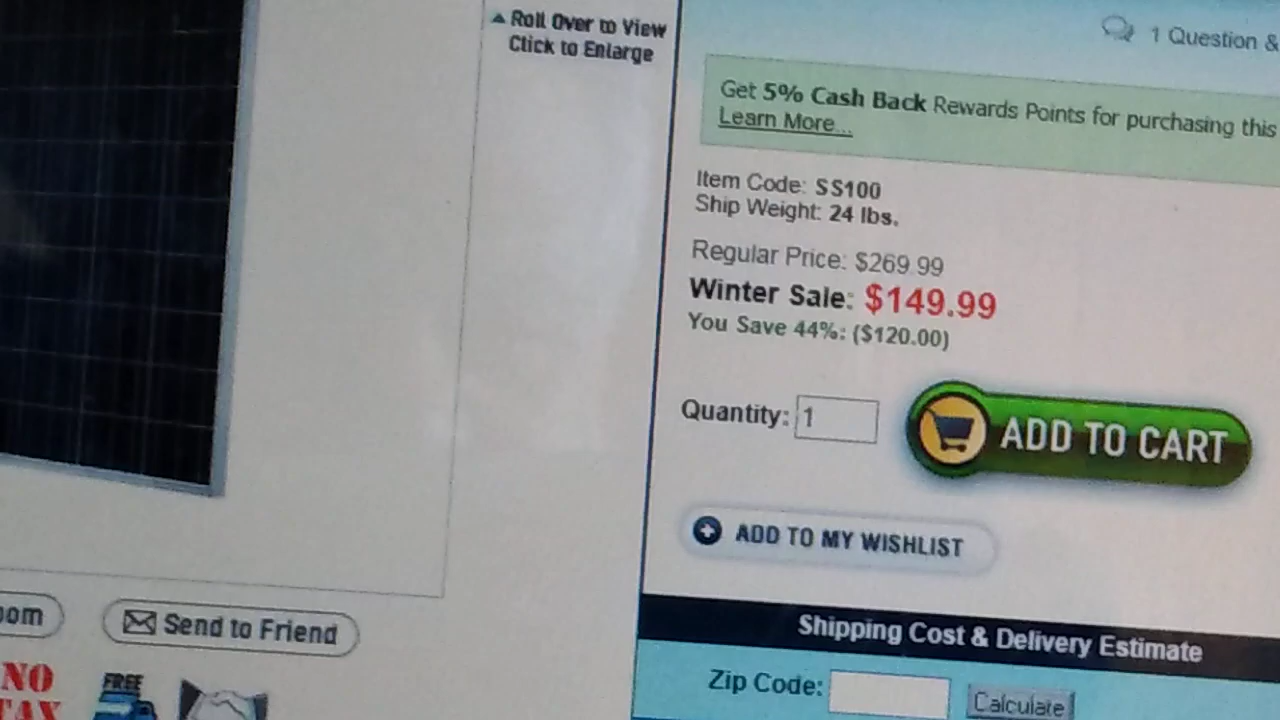 Roll Over to View
Click to Enlarge
1 Question &
Get 5% Cash Back Rewards Points for purchasing this
Learn More...
Item Code: SS100
Ship Weight: 24 lbs.
Regular Price: $269.99
Winter Sale: $149.99
You Save 44%: ($120.00)
Quantity: 1
ADD TO CART
ADD TO MY WISHLIST
Send to Friend
Shipping Cost & Delivery Estimate
Zip Code:
Calculate
NO
TAX
FREE